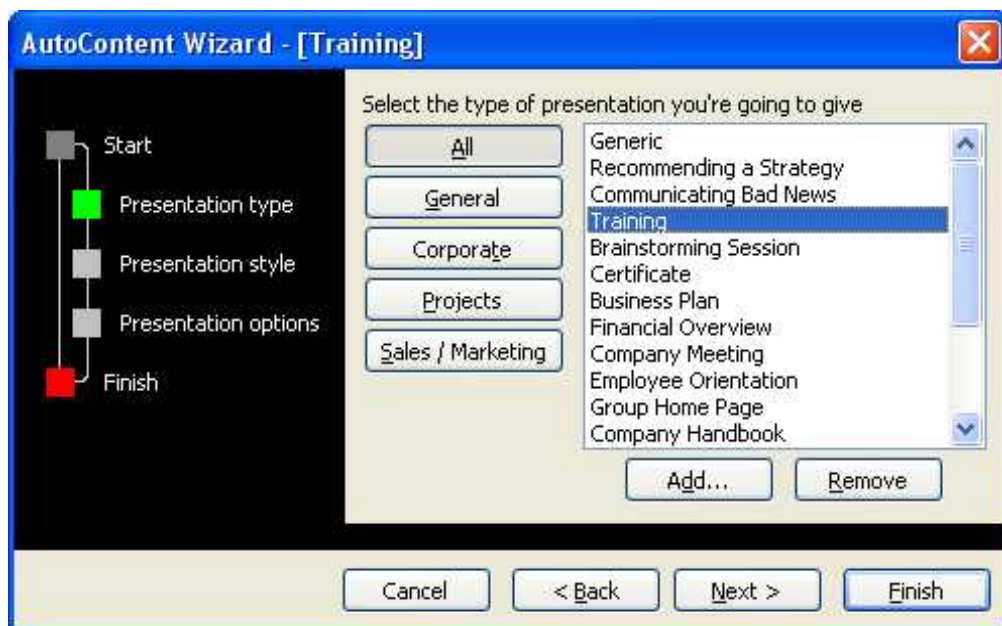 AutoContent Wizard - [Training]
Start
Presentation type
Presentation style
Presentation options
Finish
Select the type of presentation you're going to give
All
General
Corporate
Projects
Sales / Marketing
Generic
Recommending a Strategy
Communicating Bad News
Training
Brainstorming Session
Certificate
Business Plan
Financial Overview
Company Meeting
Employee Orientation
Group Home Page
Company Handbook
Add...
Remove
Cancel
< Back
Next >
Finish